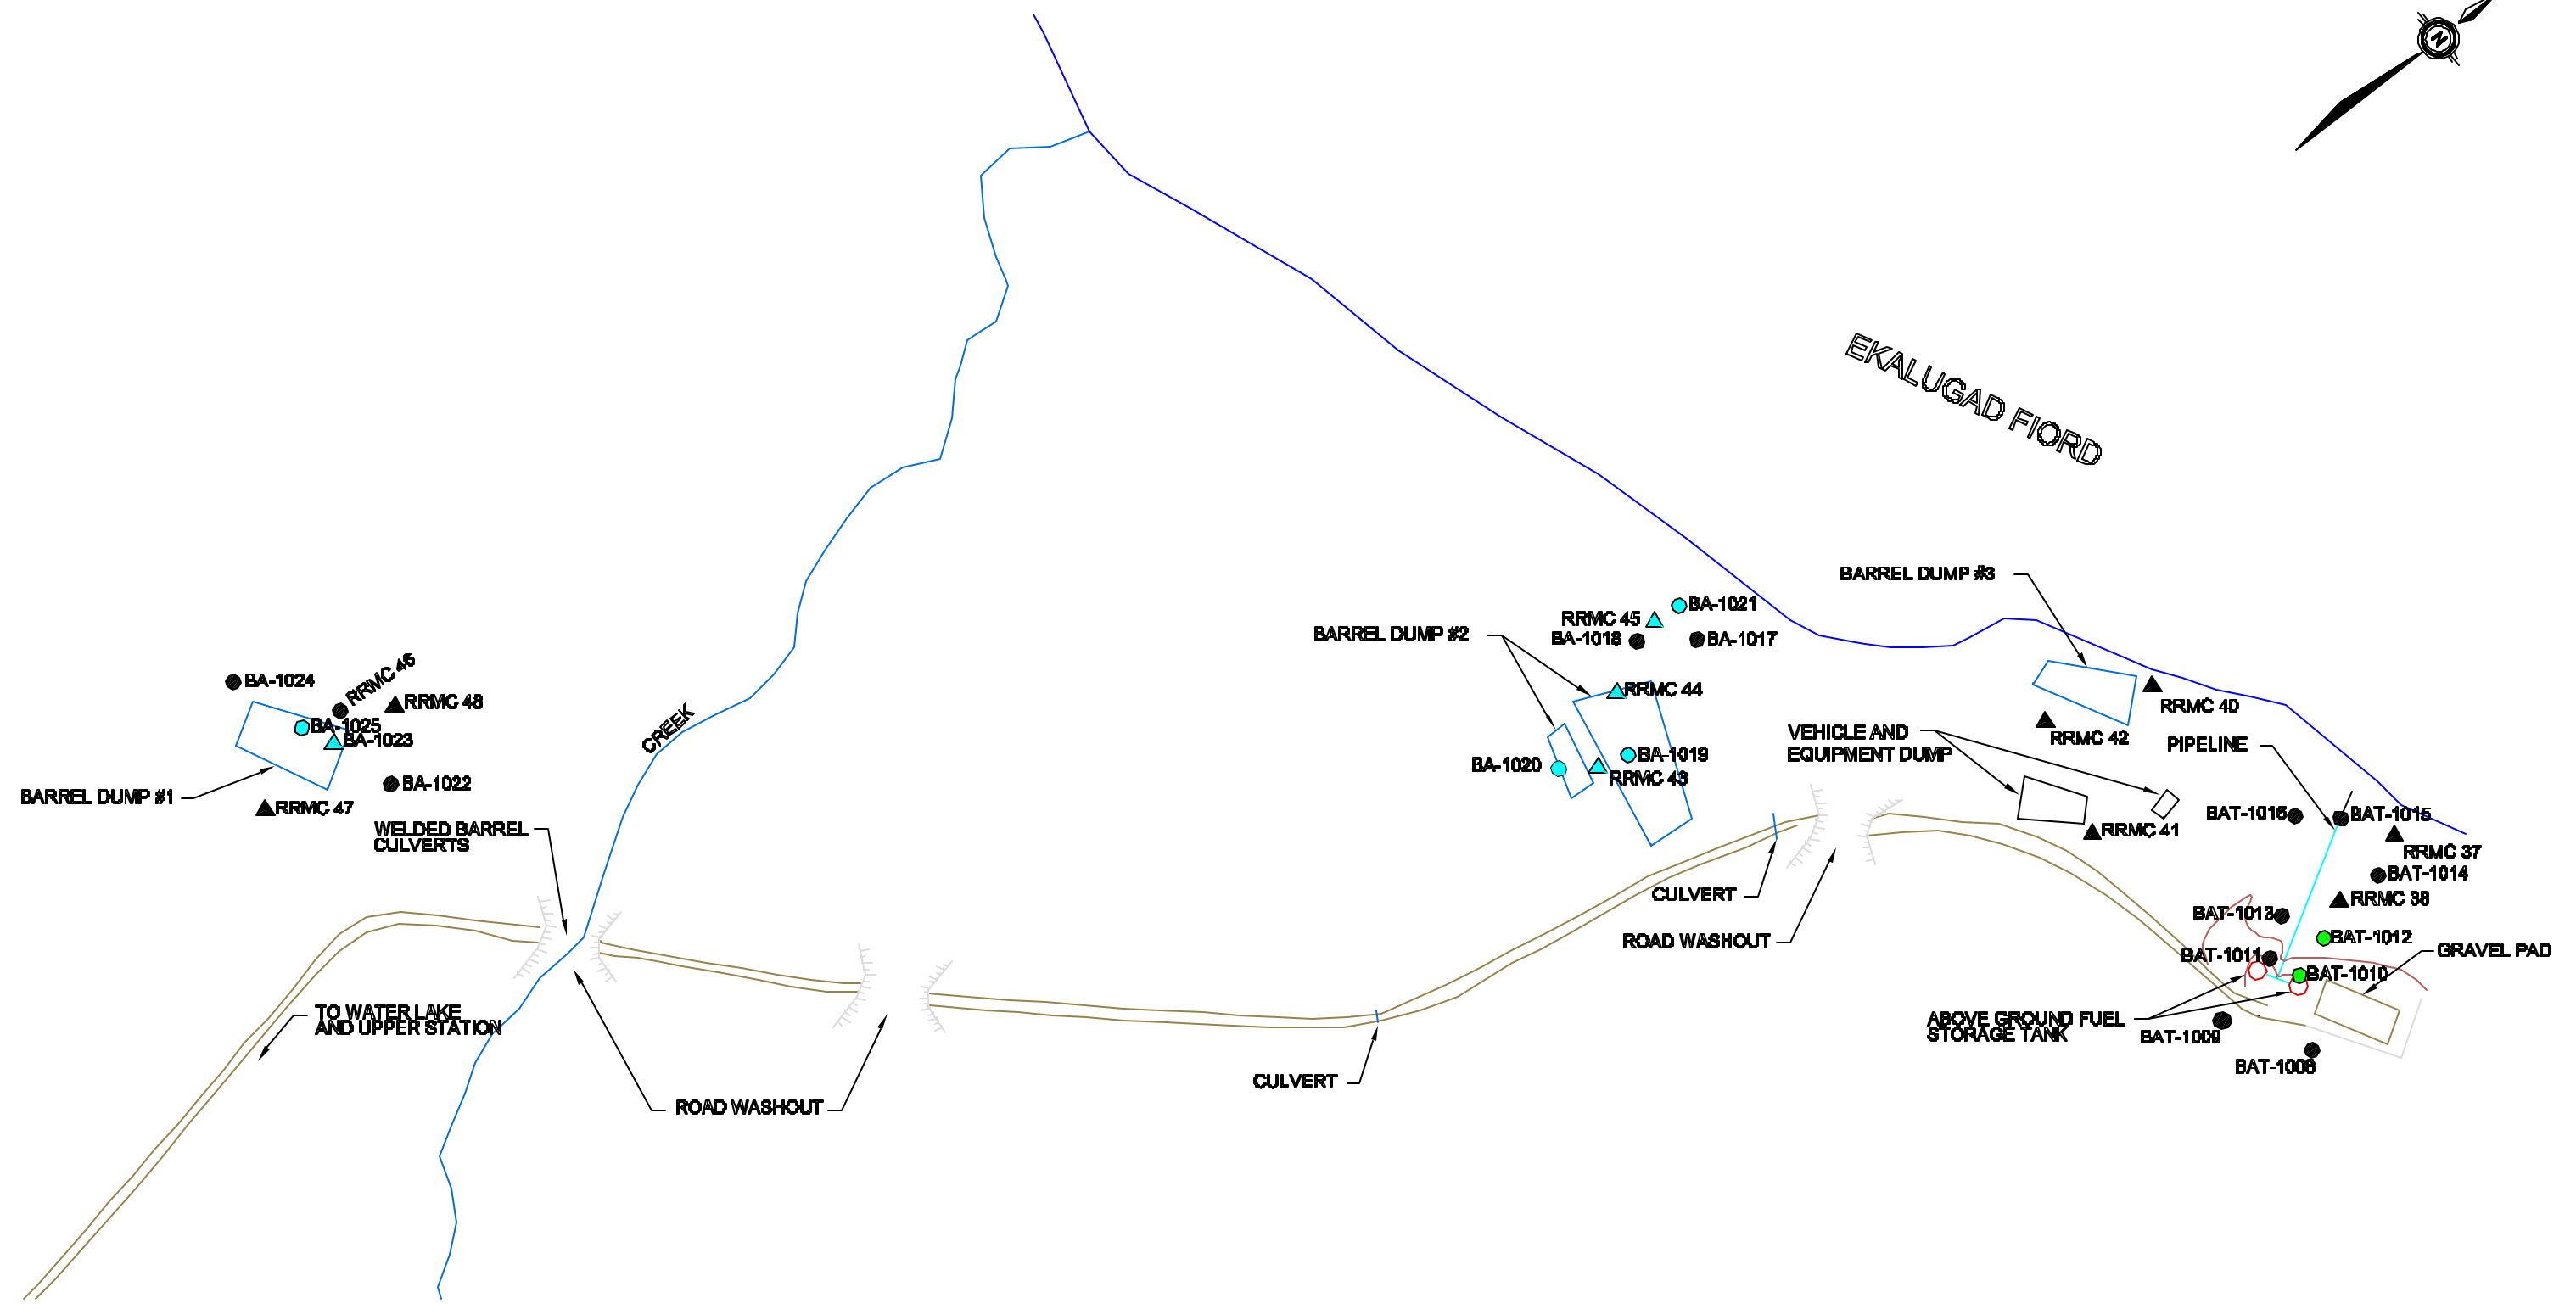 N
EKALUGAD FIORD
BARREL DUMP #3
BA-1021
RRMC 45
BA-1018
BA-1017
BARREL DUMP #2
RRMC 44
BA-1019
BA-1020
RRMC 43
BA-1024
RRMC 46
RRMC 48
BA-1025
BA-1023
BA-1022
BARREL DUMP #1
RRMC 47
CREEK
WELDED BARREL
CULVERTS
RRMC 40
RRMC 42
PIPELINE
VEHICLE AND
EQUIPMENT DUMP
BAT-1016
BAT-1015
RRMC 41
RRMC 37
BAT-1014
RRMC 38
CULVERT
BAT-1013
ROAD WASHOUT
BAT-1012
GRAVEL PAD
BAT-1011
BAT-1010
TO WATER LAKE
AND UPPER STATION
ABOVE GROUND FUEL
STORAGE TANK
BAT-1009
BAT-1008
CULVERT
ROAD WASHOUT